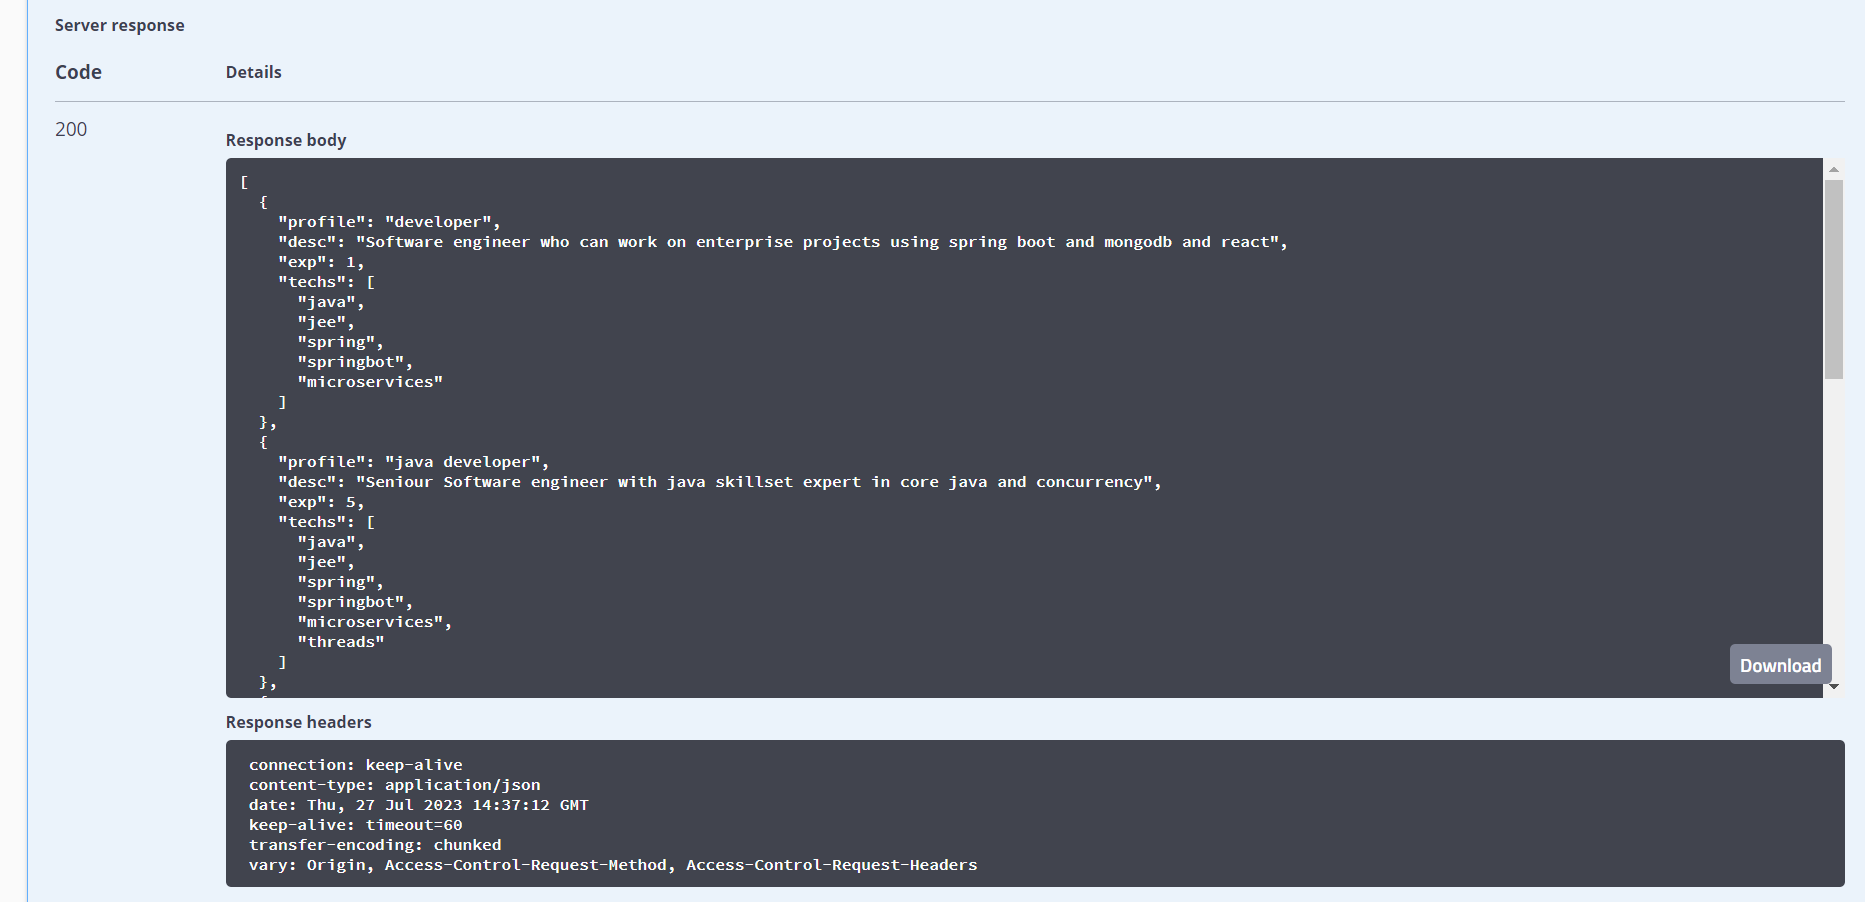 Server response
Code Details
200
Response body
[
  {
    "profile": "developer",
    "desc": "Software engineer who can work on enterprise projects using spring boot and mongodb and react",
    "exp": 1,
    "techs": [
      "java",
      "jee",
      "spring",
      "springbot",
      "microservices"
    ]
  },
  {
    "profile": "java developer",
    "desc": "Seniour Software engineer with java skillset expert in core java and concurrency",
    "exp": 5,
    "techs": [
      "java",
      "jee",
      "spring",
      "springbot",
      "microservices",
      "threads"
    ]
  },
Download
Response headers
connection: keep-alive
content-type: application/json
date: Thu, 27 Jul 2023 14:37:12 GMT
keep-alive: timeout=60
transfer-encoding: chunked
vary: Origin, Access-Control-Request-Method, Access-Control-Request-Headers